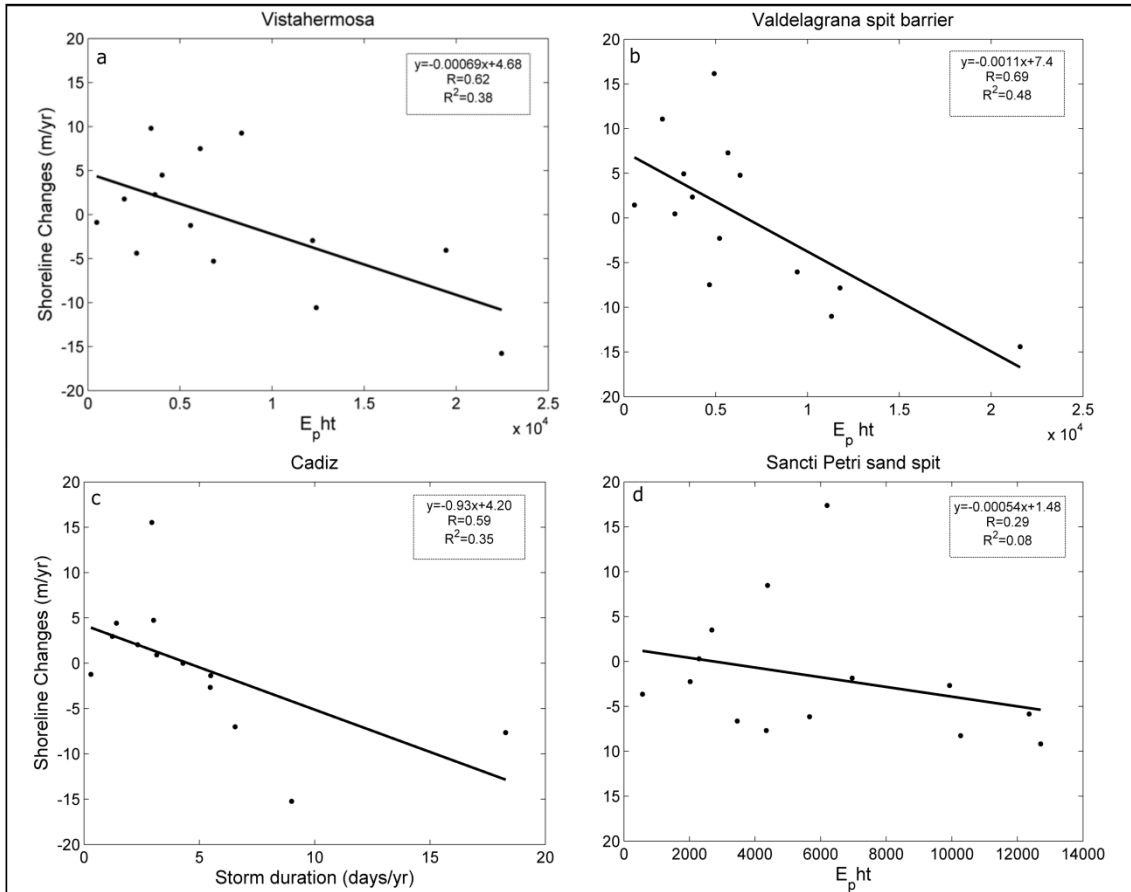 Vistahermosa
a
y=-0.00069x+4.68
R=0.62
R²=0.38
20
15
10
5
0
-5
-10
-15
-20
Shoreline Changes (m/yr)
0 0.5 1 1.5 2 2.5
x 10⁴
Eₚht
Valdelagrana spit barrier
b
y=-0.0011x+7.4
R=0.69
R²=0.48
20
15
10
5
0
-5
-10
15
20
0 0.5 1 1.5 2 2.5
x 10⁴
Eₚht
Cadiz
c
y=-0.93x+4.20
R=0.59
R²=0.35
20
15
10
5
0
-5
-10
-15
-20
Shoreline Changes (m/yr)
0 5 10 15 20
Storm duration (days/yr)
Sancti Petri sand spit
d
y=-0.00054x+1.48
R=0.29
R²=0.08
20
15
10
5
0
-5
10
15
20
0 2000 4000 6000 8000 10000 12000 14000
Eₚht